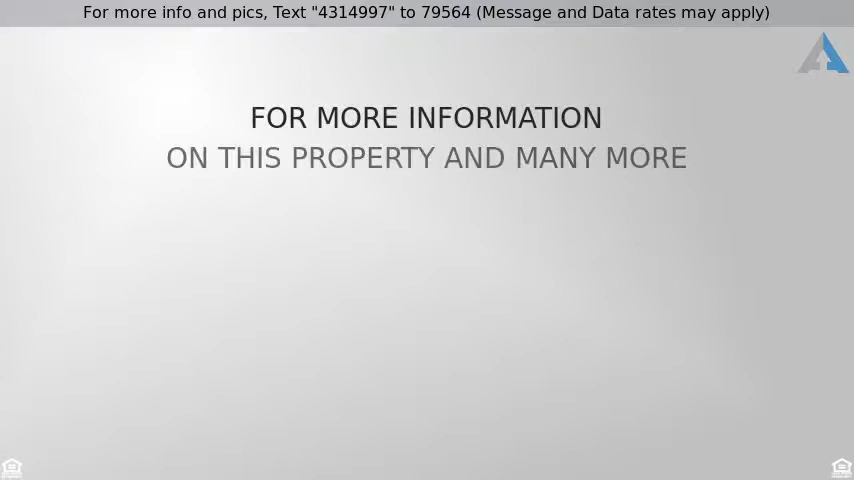 For more info and pics, Text "4314997" to 79564 (Message and Data rates may apply)
FOR MORE INFORMATION
ON THIS PROPERTY AND MANY MORE